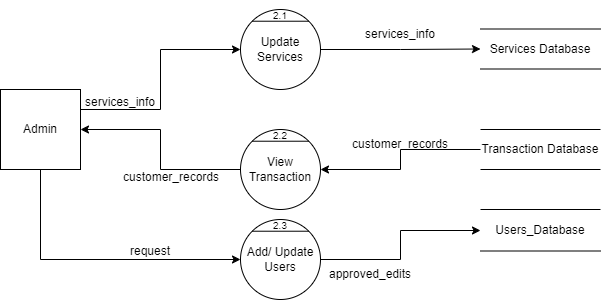 2.1
Update
Services
services_info
Services Database
services_info
Admin
2.2
View
Transaction
customer_records
Transaction Database
customer_records
2.3
Add/ Update
Users
Users_Database
request
approved_edits